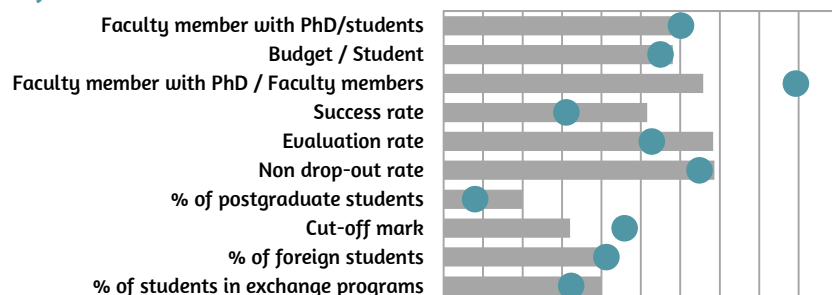 Faculty member with PhD/students
Budget / Student
Faculty member with PhD / Faculty members
Success rate
Evaluation rate
Non drop-out rate
% of postgraduate students
Cut-off mark
% of foreign students
% of students in exchange programs